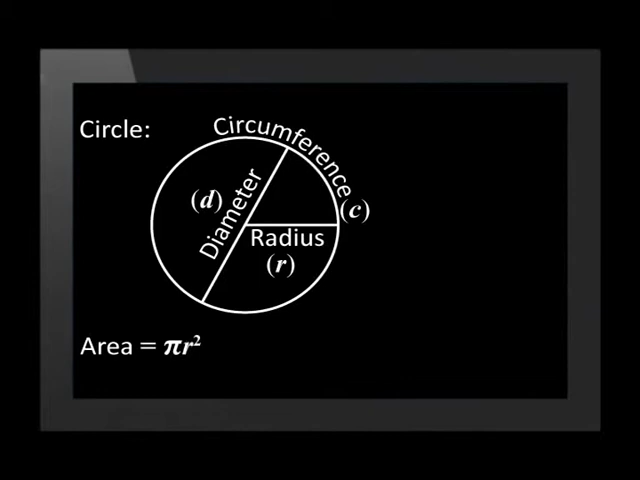 Circle:
Circumference
(c)
(d)
Diameter
Radius
(r)
Area = πr²